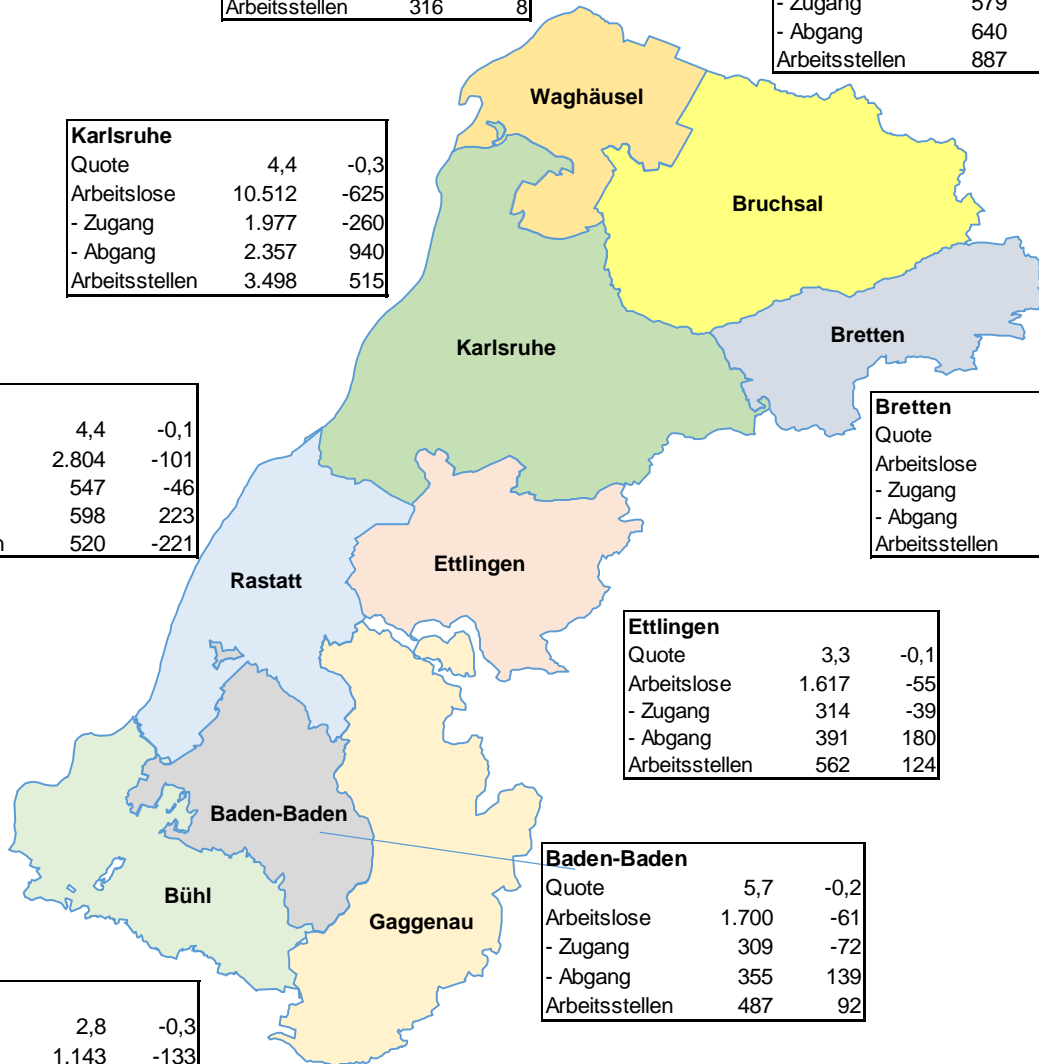 Arbeitsstellen 316 8
- Zugang 579
- Abgang 640
Arbeitsstellen 887
Waghäusel
Karlsruhe
Quote 4,4 -0,3
Arbeitslose 10.512 -625
- Zugang 1.977 -260
- Abgang 2.357 940
Arbeitsstellen 3.498 515
Bruchsal
Bretten
Karlsruhe
4,4 -0,1
2.804 -101
547 -46
598 223
n 520 -221
Bretten
Quote
Arbeitslose
- Zugang
- Abgang
Arbeitsstellen
Ettlingen
Rastatt
Ettlingen
Quote 3,3 -0,1
Arbeitslose 1.617 -55
- Zugang 314 -39
- Abgang 391 180
Arbeitsstellen 562 124
Baden-Baden
Bühl
Gaggenau
Baden-Baden
Quote 5,7 -0,2
Arbeitslose 1.700 -61
- Zugang 309 -72
- Abgang 355 139
Arbeitsstellen 487 92
2,8 -0,3
1.143 -133